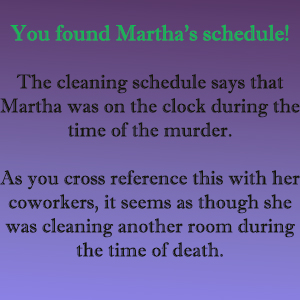 You found Martha's schedule!
The cleaning schedule says that
Martha was on the clock during the
time of the murder.
As you cross reference this with her
coworkers, it seems as though she
was cleaning another room during
the time of death.